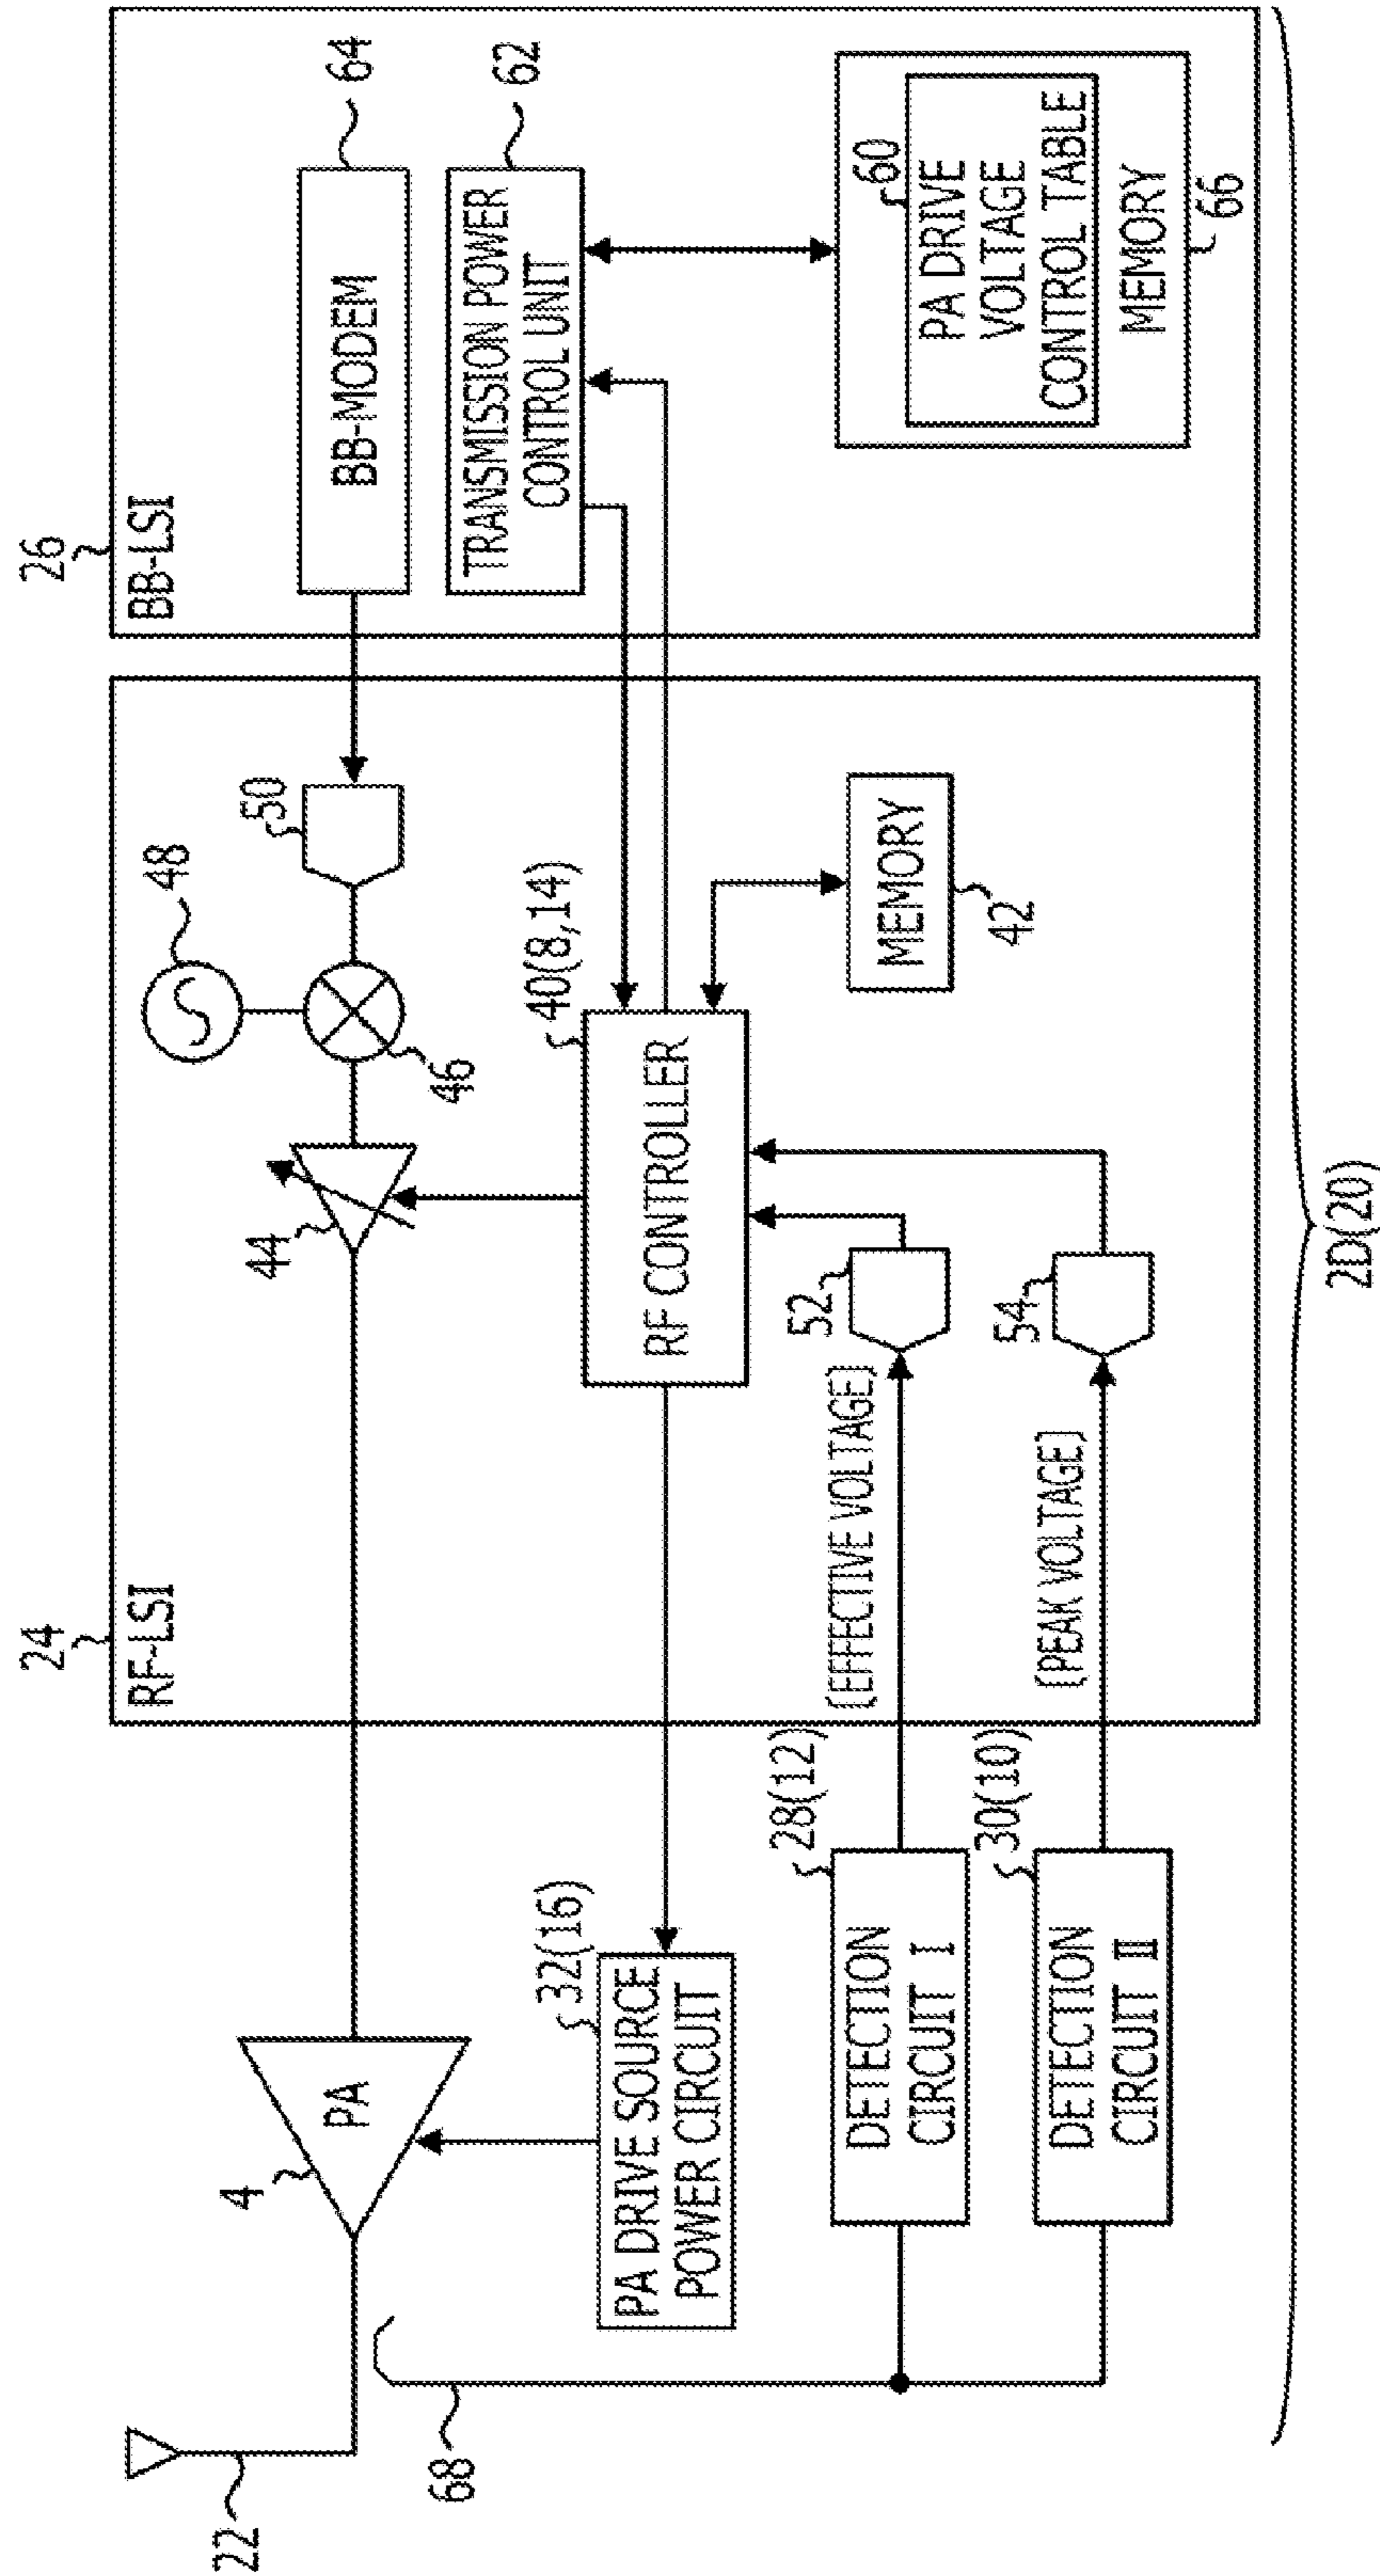 24
RF-LSI
26
BB-LSI
22
4
PA
44
46
48
50
BB-MODEM
64
TRANSMISSION POWER
CONTROL UNIT
62
32(16)
PA DRIVE SOURCE
POWER CIRCUIT
RF CONTROLLER
40(8,14)
MEMORY
42
60
PA DRIVE
VOLTAGE
CONTROL TABLE
MEMORY
66
68
28(12)
DETECTION
CIRCUIT I
(EFFECTIVE VOLTAGE)
52
30(10)
DETECTION
CIRCUIT II
(PEAK VOLTAGE)
54
2D(20)